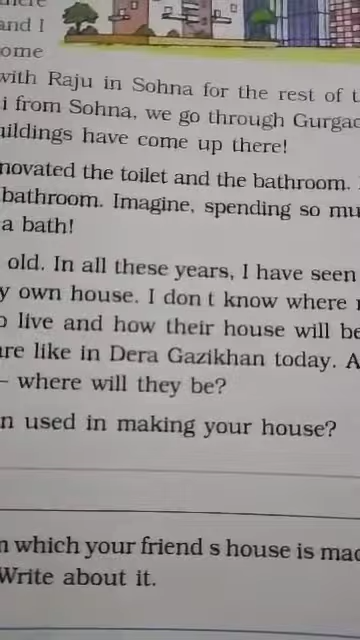 and I
ome
with Raju in Sohna for the rest of
i from Sohna, we go through Gurgao
uildings have come up there!
novated the toilet and the bathroom.
bathroom. Imagine, spending so mu
a bath!
old. In all these years, I have seen
y own house. I don t know where
live and how their house will be
are like in Dera Gazikhan today. A
– where will they be?
n used in making your house?
n which your friend s house is mad
Write about it.